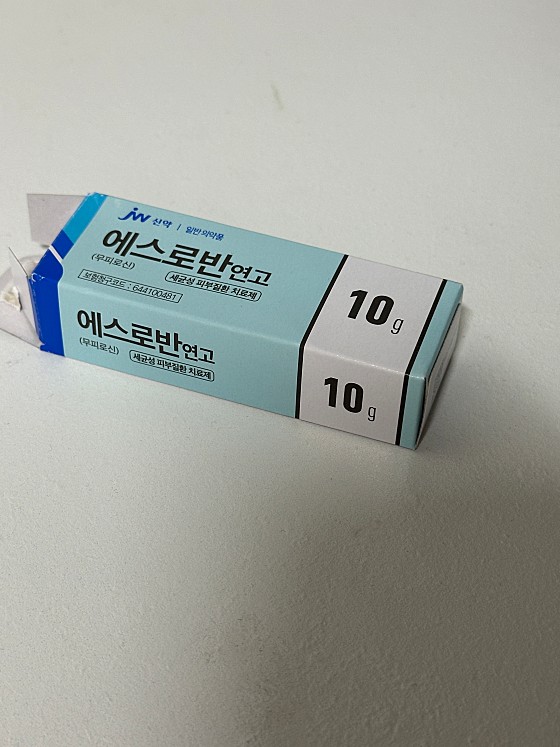 jw 신약 | 일반의약품
에스로반연고
(무피로신)
세균성 피부질환 치료제
보험청구코드 : 644100481
10 g
에스로반연고
(무피로신)
세균성 피부질환 치료제
10 g